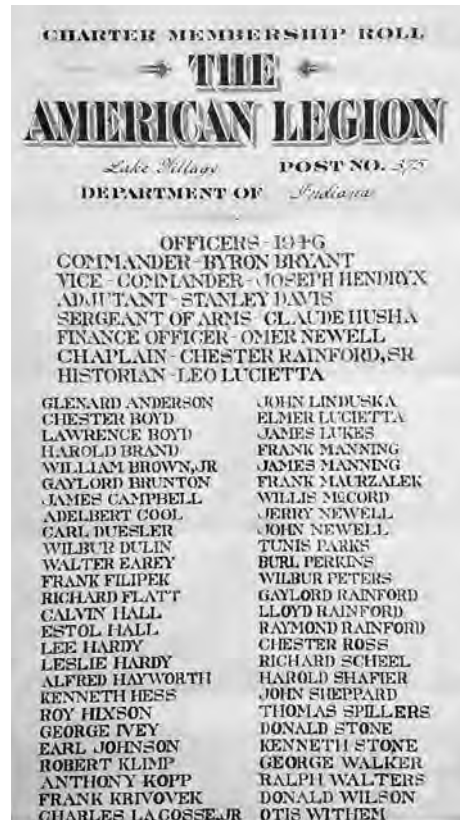 CHARTER MEMBERSHIP ROLL
THE
AMERICAN LEGION
Lake Village POST NO. 375
DEPARTMENT OF Indiana
OFFICERS - 1946
COMMANDER - BYRON BRYANT
VICE - COMMANDER - JOSEPH HENDRYX
ADJUTANT - STANLEY DAVIS
SERGEANT OF ARMS - CLAUDE HUSHA
FINANCE OFFICER - OMER NEWELL
CHAPLAIN - CHESTER RAINFORD, SR
HISTORIAN - LEO LUCIETTA
GLENARD ANDERSON
CHESTER BOYD
LAWRENCE BOYD
HAROLD BRAND
WILLIAM BROWN, JR
GAYLORD BRUNTON
JAMES CAMPBELL
ADELBERT COOL
CARL DUESLER
WILBUR DULIN
WALTER EAREY
FRANK FILIPEK
RICHARD FLATT
CALVIN HALL
ESTOL HALL
LEE HARDY
LESLIE HARDY
ALFRED HAYWORTH
KENNETH HESS
ROY HIXSON
GEORGE IVEY
EARL JOHNSON
ROBERT KLIMP
ANTHONY KOPP
FRANK KRIVOVEK
CHARLES LACOSSE, JR
JOHN LINDUSKA
ELMER LUCIETTA
JAMES LUKES
FRANK MANNING
JAMES MANNING
FRANK MAURZALEK
WILLIS McCORD
JERRY NEWELL
JOHN NEWELL
TUNIS PARKS
BURL PERKINS
WILBUR PETERS
GAYLORD RAINFORD
LLOYD RAINFORD
RAYMOND RAINFORD
CHESTER ROSS
RICHARD SCHEEL
HAROLD SHAFIER
JOHN SHEPPARD
THOMAS SPILLERS
DONALD STONE
KENNETH STONE
GEORGE WALKER
RALPH WALTERS
DONALD WILSON
OTIS WITHEM